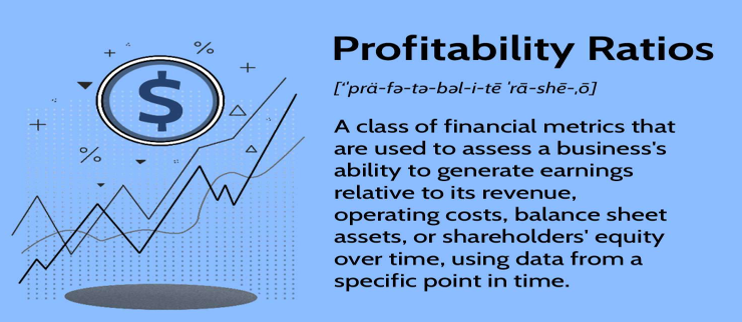 Profitability Ratios
[ˈprä-fə-tə-bəl-i-tē ˈrā-shē-ˌō]
A class of financial metrics that
are used to assess a business's
ability to generate earnings
relative to its revenue,
operating costs, balance sheet
assets, or shareholders' equity
over time, using data from a
specific point in time.
$
%
%